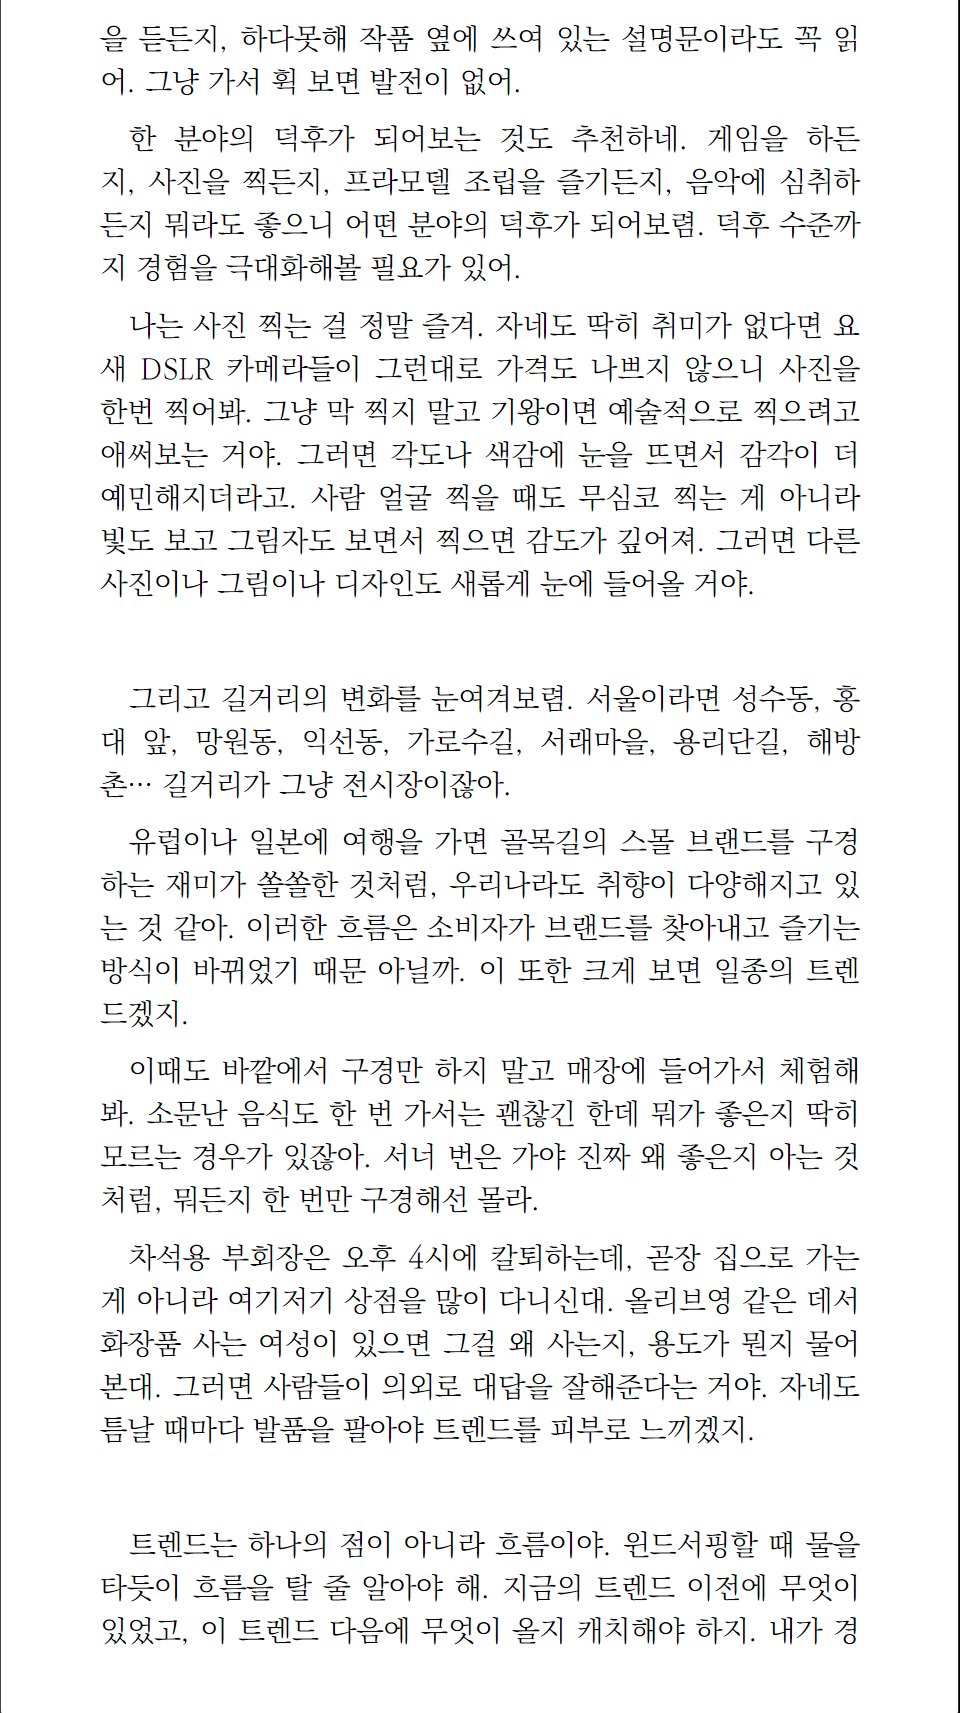 을 듣든지, 하다못해 작품 옆에 쓰여 있는 설명문이라도 꼭 읽
어. 그냥 가서 휙 보면 발전이 없어.
한 분야의 덕후가 되어보는 것도 추천하네. 게임을 하든
지, 사진을 찍든지, 프라모델 조립을 즐기든지, 음악에 심취하
든지 뭐라도 좋으니 어떤 분야의 덕후가 되어보렴. 덕후 수준까
지 경험을 극대화해볼 필요가 있어.
나는 사진 찍는 걸 정말 즐겨. 자네도 딱히 취미가 없다면 요
새 DSLR 카메라들이 그런대로 가격도 나쁘지 않으니 사진을
한번 찍어봐. 그냥 막 찍지 말고 기왕이면 예술적으로 찍으려고
애써보는 거야. 그러면 각도나 색감에 눈을 뜨면서 감각이 더
예민해지더라고. 사람 얼굴 찍을 때도 무심코 찍는 게 아니라
빛도 보고 그림자도 보면서 찍으면 감도가 깊어져. 그러면 다른
사진이나 그림이나 디자인도 새롭게 눈에 들어올 거야.
그리고 길거리의 변화를 눈여겨보렴. 서울이라면 성수동, 홍
대 앞, 망원동, 익선동, 가로수길, 서래마을, 용리단길, 해방
촌… 길거리가 그냥 전시장이잖아.
유럽이나 일본에 여행을 가면 골목길의 스몰 브랜드를 구경
하는 재미가 쏠쏠한 것처럼, 우리나라도 취향이 다양해지고 있
는 것 같아. 이러한 흐름은 소비자가 브랜드를 찾아내고 즐기는
방식이 바뀌었기 때문 아닐까. 이 또한 크게 보면 일종의 트렌
드겠지.
이때도 바깥에서 구경만 하지 말고 매장에 들어가서 체험해
봐. 소문난 음식도 한 번 가서는 괜찮긴 한데 뭐가 좋은지 딱히
모르는 경우가 있잖아. 서너 번은 가야 진짜 왜 좋은지 아는 것
처럼, 뭐든지 한 번만 구경해선 몰라.
차석용 부회장은 오후 4시에 칼퇴하는데, 곧장 집으로 가는
게 아니라 여기저기 상점을 많이 다니신대. 올리브영 같은 데서
화장품 사는 여성이 있으면 그걸 왜 사는지, 용도가 뭔지 물어
본대. 그러면 사람들이 의외로 대답을 잘해준다는 거야. 자네도
틈날 때마다 발품을 팔아야 트렌드를 피부로 느끼겠지.
트렌드는 하나의 점이 아니라 흐름이야. 윈드서핑할 때 물을
타듯이 흐름을 탈 줄 알아야 해. 지금의 트렌드 이전에 무엇이
있었고, 이 트렌드 다음에 무엇이 올지 캐치해야 하지. 내가 경